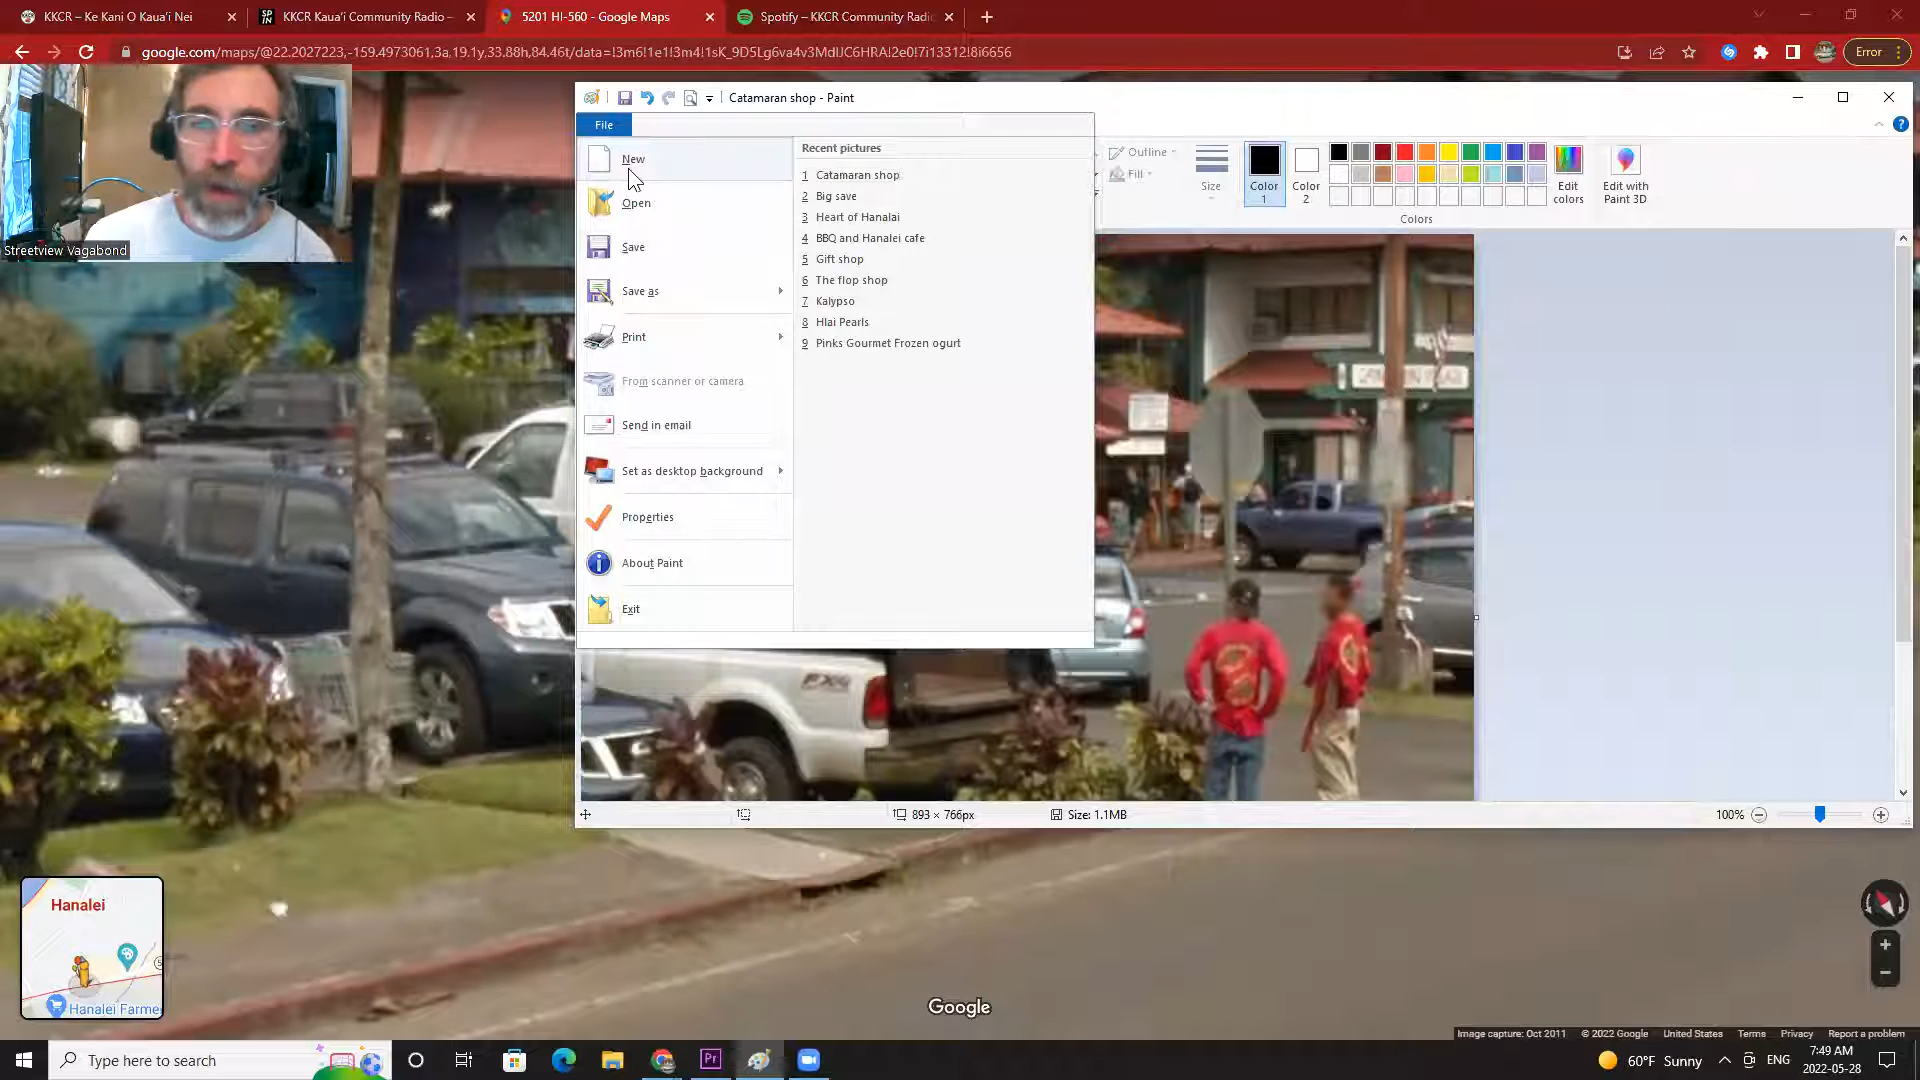 KKCR – Ke Kani O Kaua'i Nei
KKCR Kaua'i Community Radio –
5201 HI-560 - Google Maps
Spotify – KKCR Community Radio
google.com/maps/@22.2027223,-159.4973061,3a,19.1y,33.88h,84.46t/data=!3m6!1e1!3m4!1sK_9D5Lg6va4v3MdIJC6HRA!2e0!7i13312!8i6656
Error
Streetview Vagabond
Catamaran shop - Paint
File
New
Open
Save
Save as
Print
From scanner or camera
Send in email
Set as desktop background
Properties
About Paint
Exit
Recent pictures
1 Catamaran shop
2 Big save
3 Heart of Hanalai
4 BBQ and Hanalei cafe
5 Gift shop
6 The flop shop
7 Kalypso
8 Hlai Pearls
9 Pinks Gourmet Frozen ogurt
Outline
Fill
Size
Color 1
Color 2
Edit colors
Edit with Paint 3D
Colors
FX4
893 × 766px
Size: 1.1MB
100%
Hanalei
Hanalei Farme
Google
Image capture: Oct 2011 © 2022 Google United States Terms Privacy Report a problem
Type here to search
Pr
60°F Sunny
ENG
7:49 AM
2022-05-28